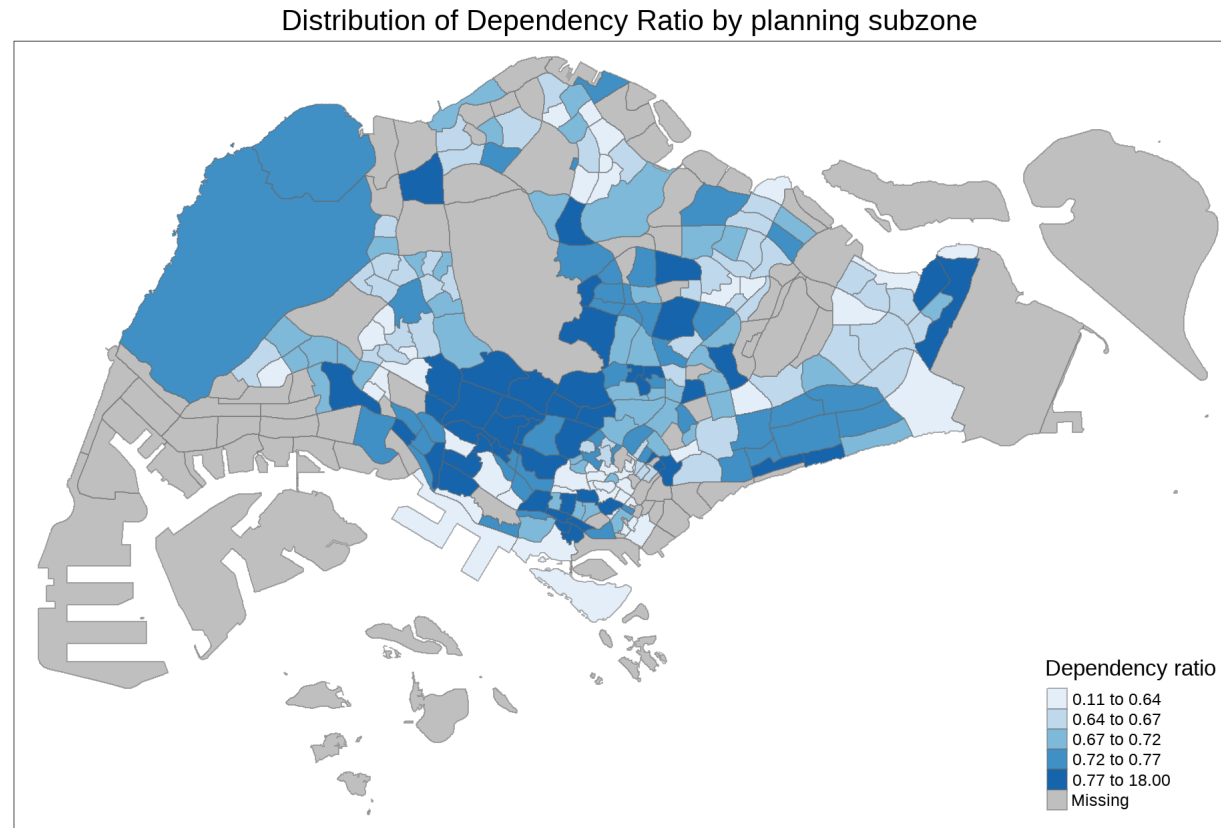 Distribution of Dependency Ratio by planning subzone
Dependency ratio
0.11 to 0.64
0.64 to 0.67
0.67 to 0.72
0.72 to 0.77
0.77 to 18.00
Missing